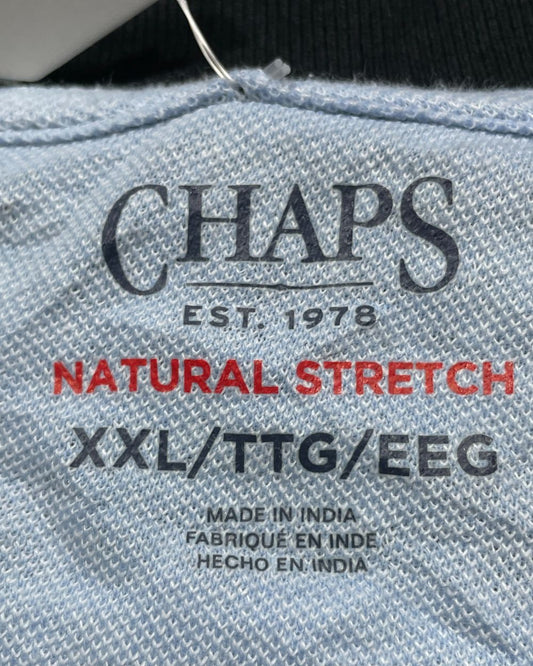 CHAPS
EST. 1978
NATURAL STRETCH
XXL/TTG/EEG
MADE IN INDIA
FABRIQUÉ EN INDE
HECHO EN INDIA